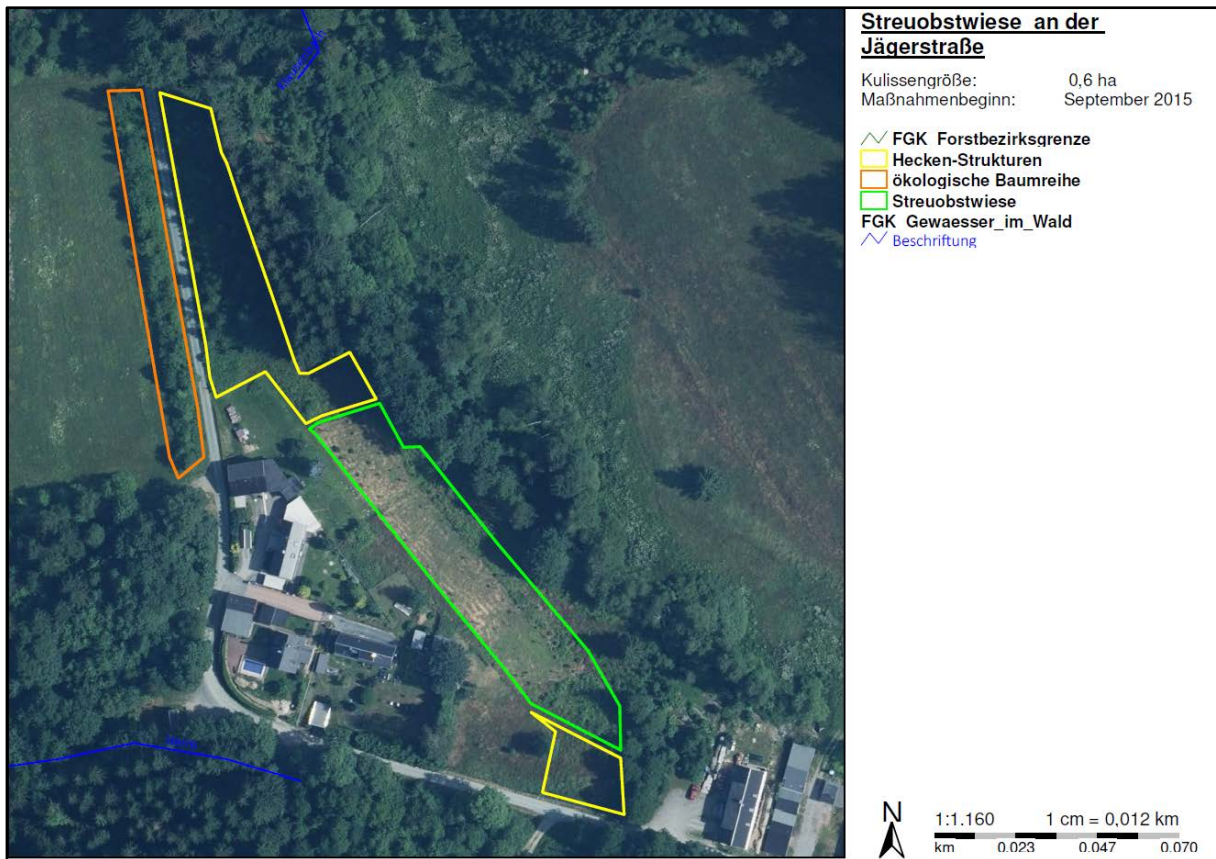 Streuobstwiese an der
Jägerstraße
Kulissengröße: 0,6 ha
Maßnahmenbeginn: September 2015
FGK Forstbezirksgrenze
Hecken-Strukturen
ökologische Baumreihe
Streuobstwiese
FGK Gewaesser_im_Wald
Beschriftung
N
1:1.160 1 cm = 0,012 km
km 0.023 0.047 0.070